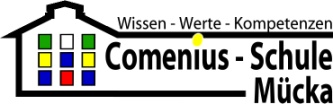 Wissen - Werte - Kompetenzen
Comenius - Schule
Mücka